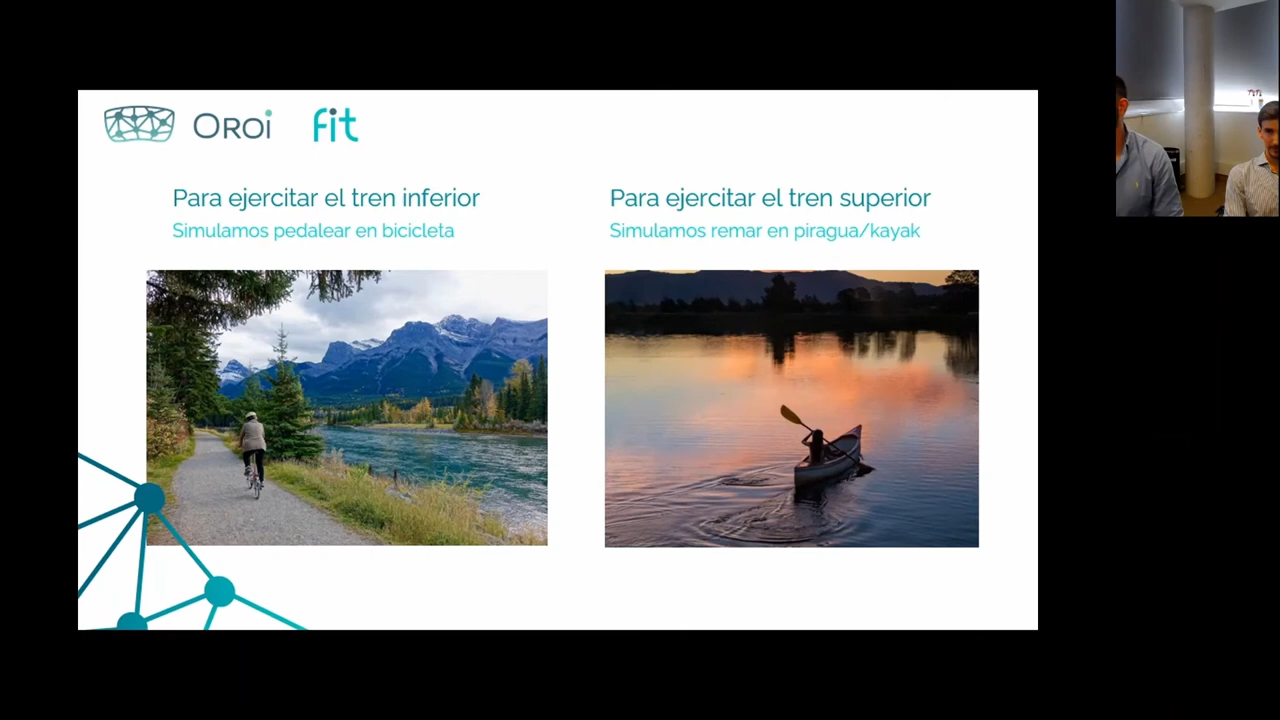 Oroi fit
Para ejercitar el tren inferior
Simulamos pedalear en bicicleta
Para ejercitar el tren superior
Simulamos remar en piragua/kayak